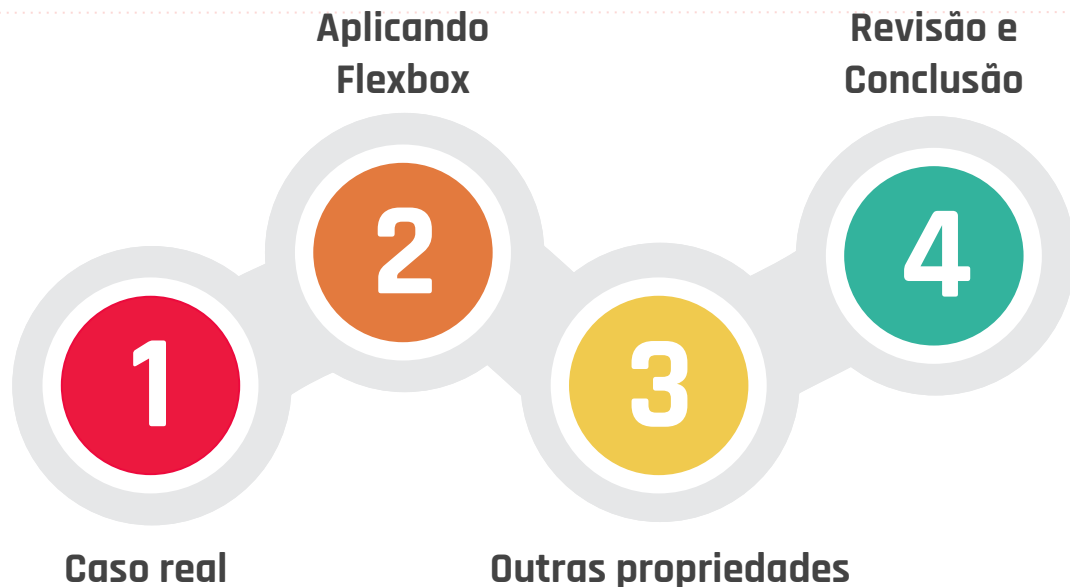 Aplicando
Flexbox
Revisão e
Conclusão
1
2
3
4
Caso real
Outras propriedades